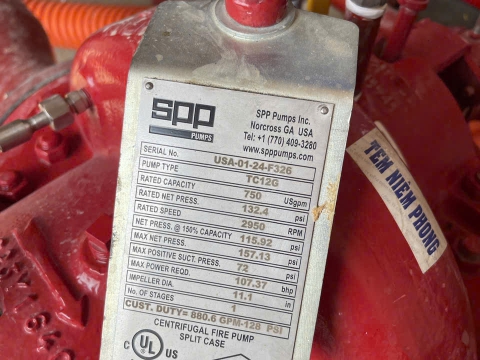 spp
PUMPS
SPP Pumps Inc.
Norcross GA USA
Tel: +1 (770) 409-3280
www.spppumps.com
SERIAL No. USA-01-24-F326
PUMP TYPE TC12G
RATED CAPACITY 750 USgpm
RATED NET PRESS. 132.4 psi
RATED SPEED 2950 RPM
NET PRESS. @ 150% CAPACITY 115.92 psi
MAX NET PRESS. 157.13 psi
MAX POSITIVE SUCT. PRESS. 72 psi
MAX POWER REQD. 107.37 bhp
IMPELLER DIA. 11.1 in
No. OF STAGES 1
CUST. DUTY= 880.6 GPM-128 PSI
CENTRIFUGAL FIRE PUMP
SPLIT CASE
C UL US
TEM NIÊM PHONG